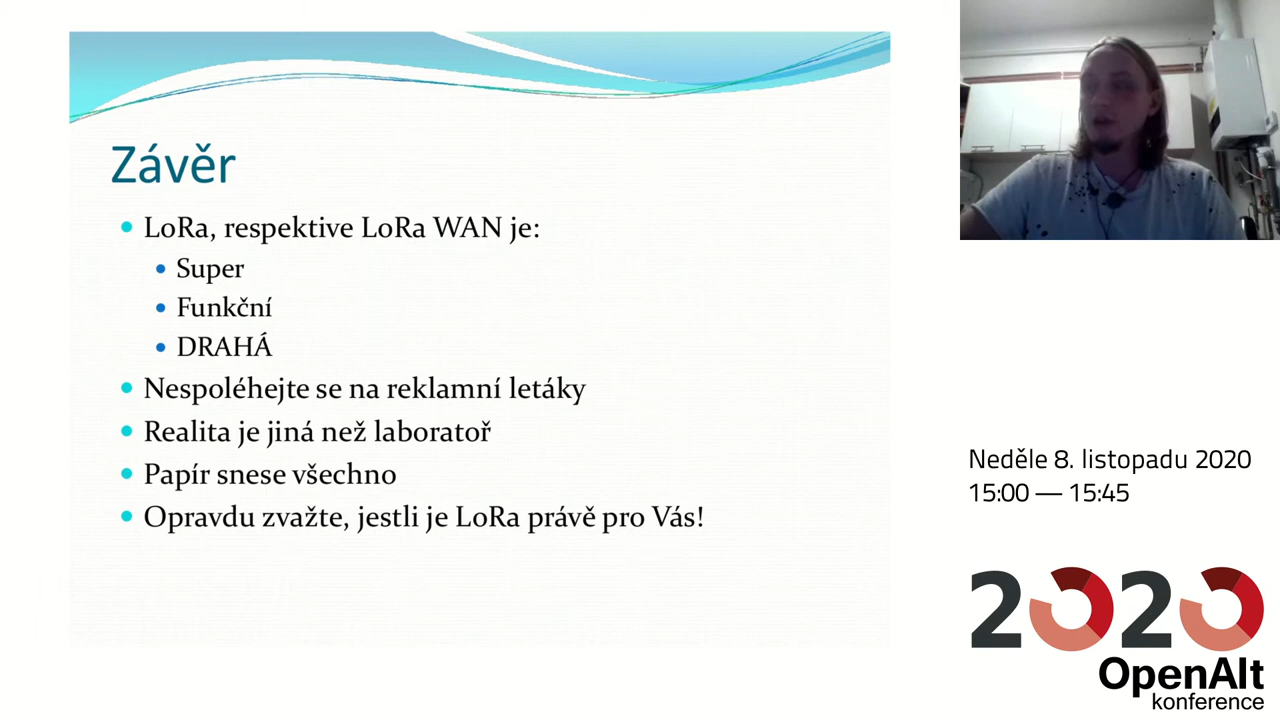 Závěr
LoRa, respektive LoRa WAN je:
Super
Funkční
DRAHÁ
Nespoléhejte se na reklamní letáky
Realita je jiná než laboratoř
Papír snese všechno
Opravdu zvažte, jestli je LoRa právě pro Vás!
Neděle 8. listopadu 2020
15:00 — 15:45
2020
OpenAlt
konference